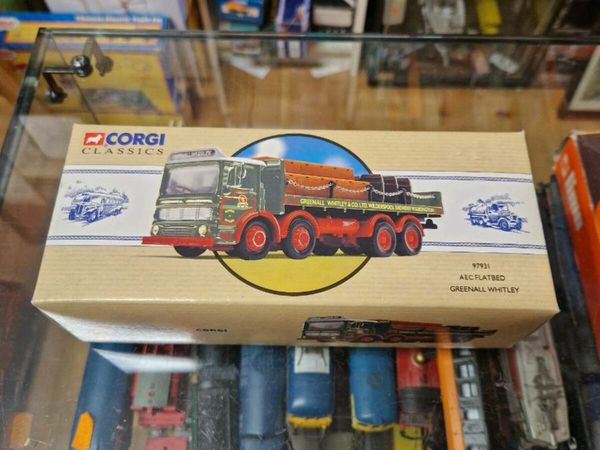 CORGI
CLASSICS
GREENALL WHITLEY & CO. LTD. WILDERSPOOL BREWERY WARRINGTON
97931
AEC FLATBED
GREENALL WHITLEY
CORGI